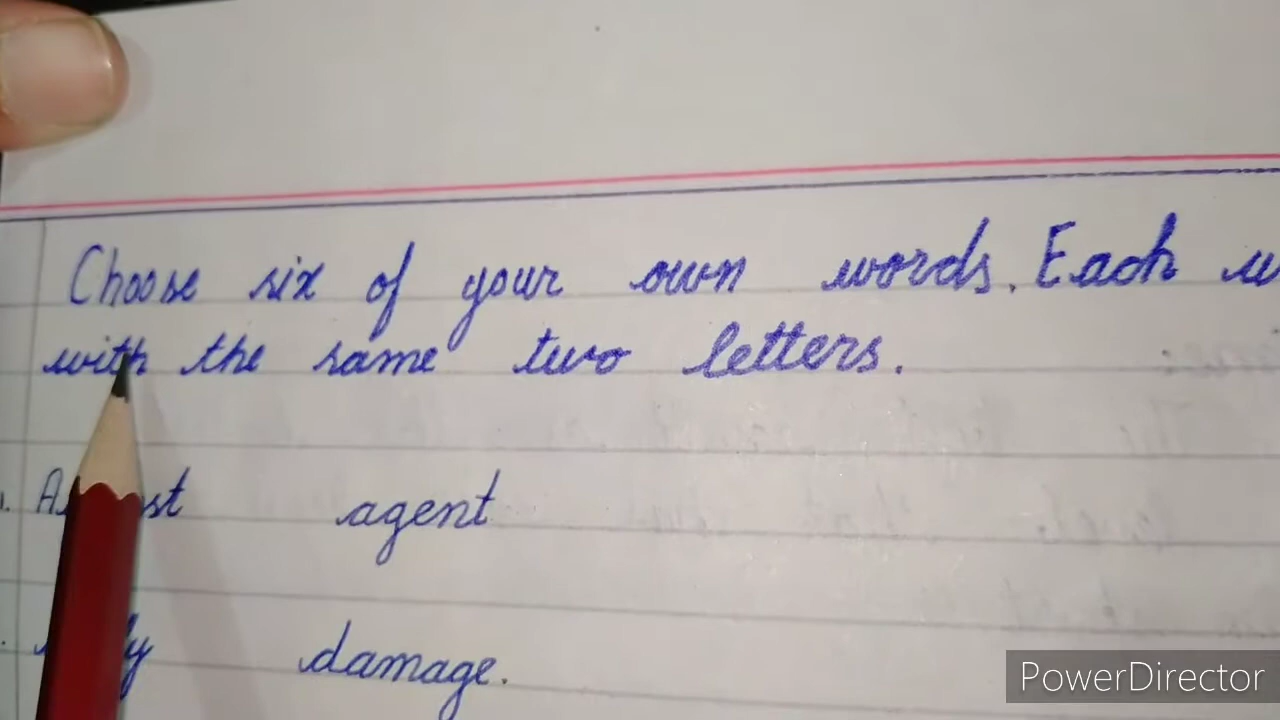 Choose six of your own words. Each
with the same two letters.
agent
damage.
PowerDirector